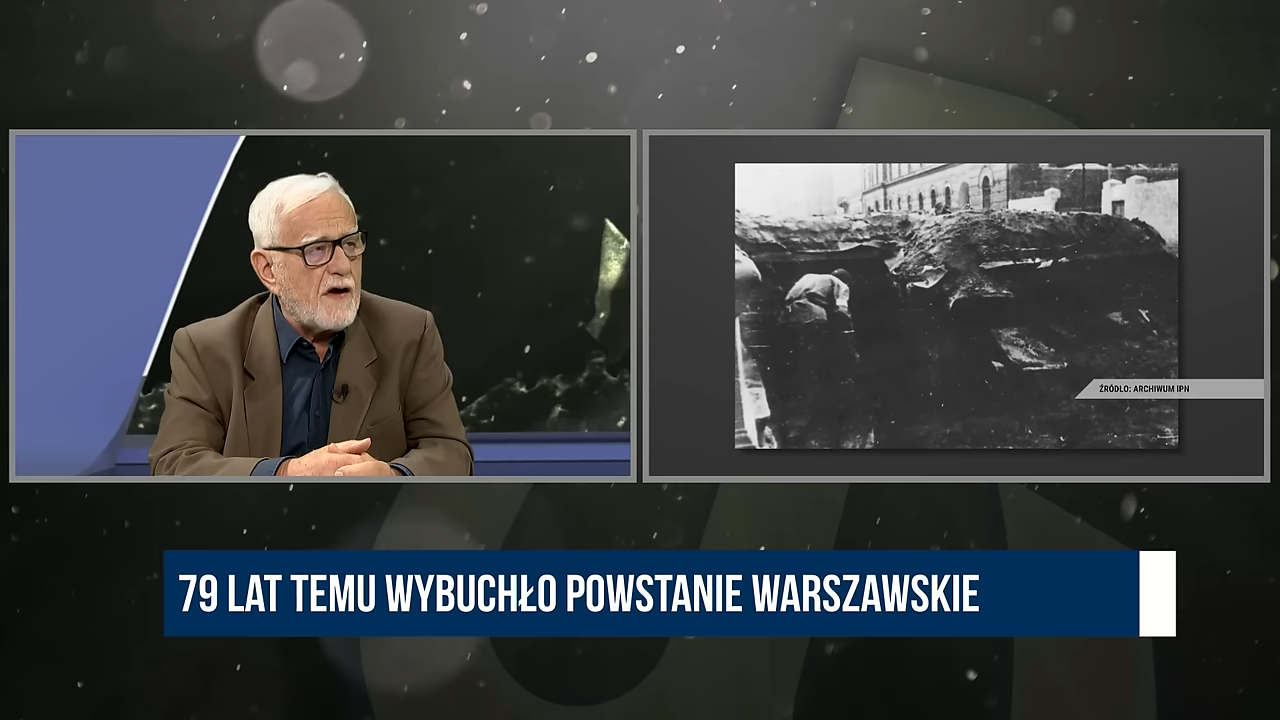 ŹRÓDŁO: ARCHIWUM IPN
79 LAT TEMU WYBUCHŁO POWSTANIE WARSZAWSKIE